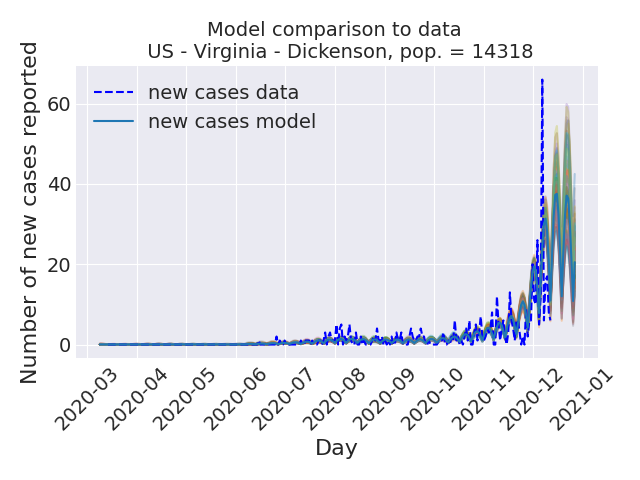 Model comparison to data
US - Virginia - Dickenson, pop. = 14318
Number of new cases reported
60
40
20
0
new cases data
new cases model
2020-03
2020-04
2020-05
2020-06
2020-07
2020-08
2020-09
2020-10
2020-11
2020-12
2021-01
Day